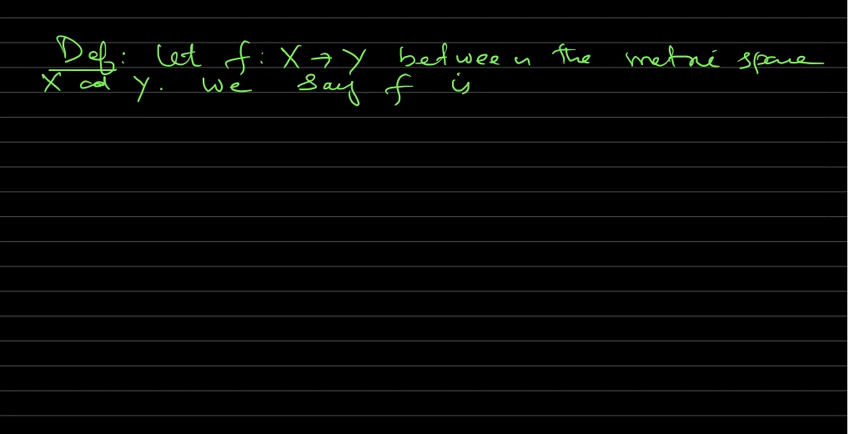 Def: Let f: X → Y between the metric space
X and Y. We say f is